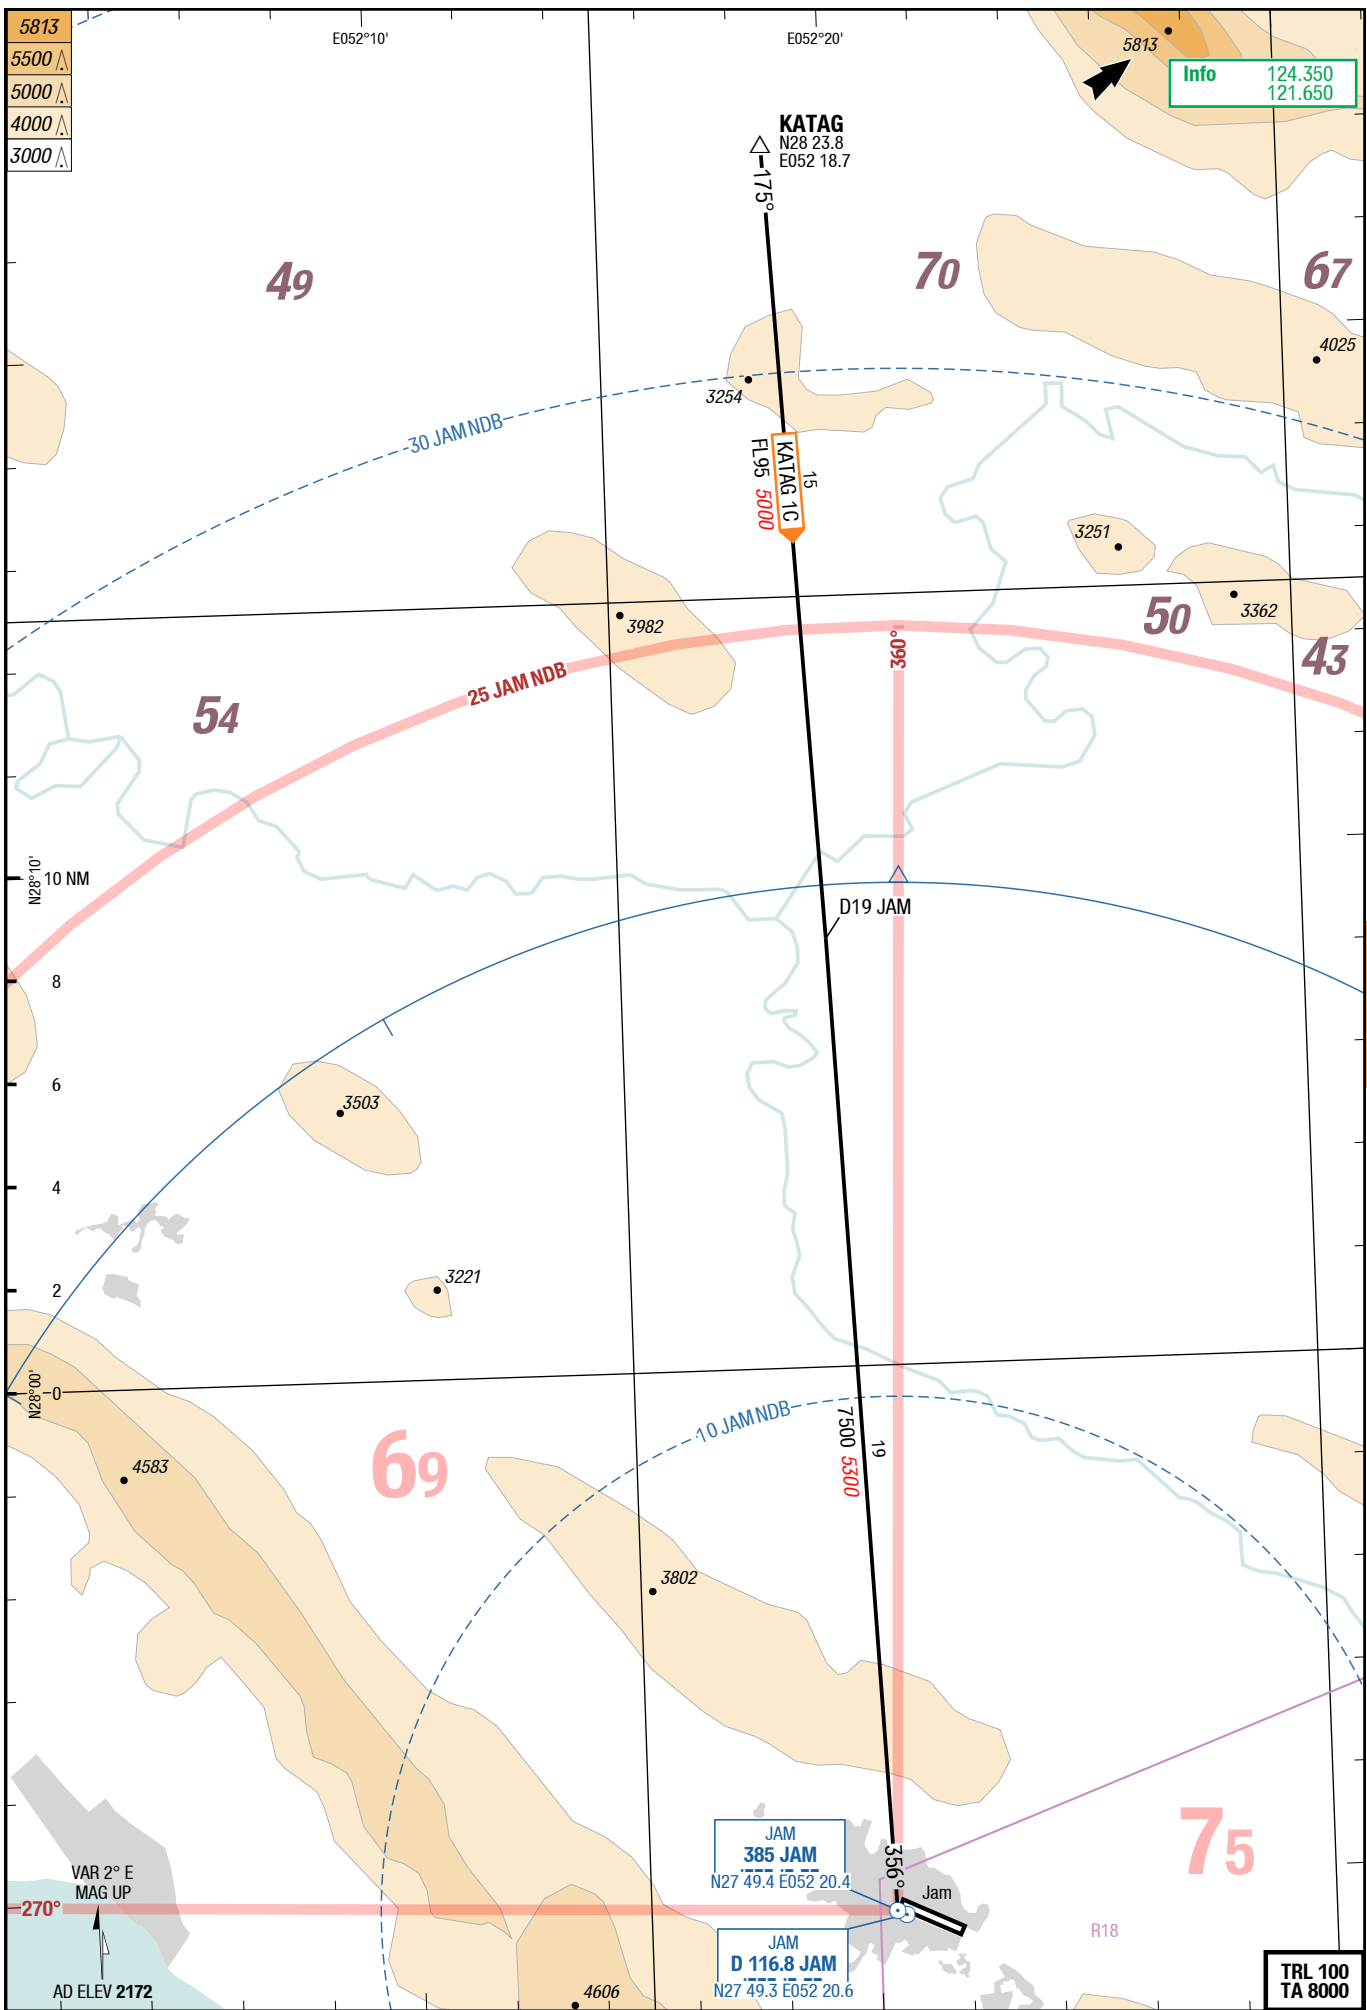 5813
5500
5000
4000
3000
E052°10'
E052°20'
5813
Info 124.350
121.650
KATAG
N28 23.8
E052 18.7
175°
49
70
67
4025
3254
30 JAM NDB
KATAG 1C
15
FL95 5000
3251
3362
50
43
3982
360°
25 JAM NDB
54
N28°10'
10 NM
D19 JAM
8
6
3503
4
3221
2
N28°00'
0
10 JAM NDB
7500 5300
19
69
4583
3802
75
JAM
385 JAM
N27 49.4 E052 20.4
356°
Jam
VAR 2° E
MAG UP
270°
R18
JAM
D 116.8 JAM
N27 49.3 E052 20.6
AD ELEV 2172
4606
TRL 100
TA 8000